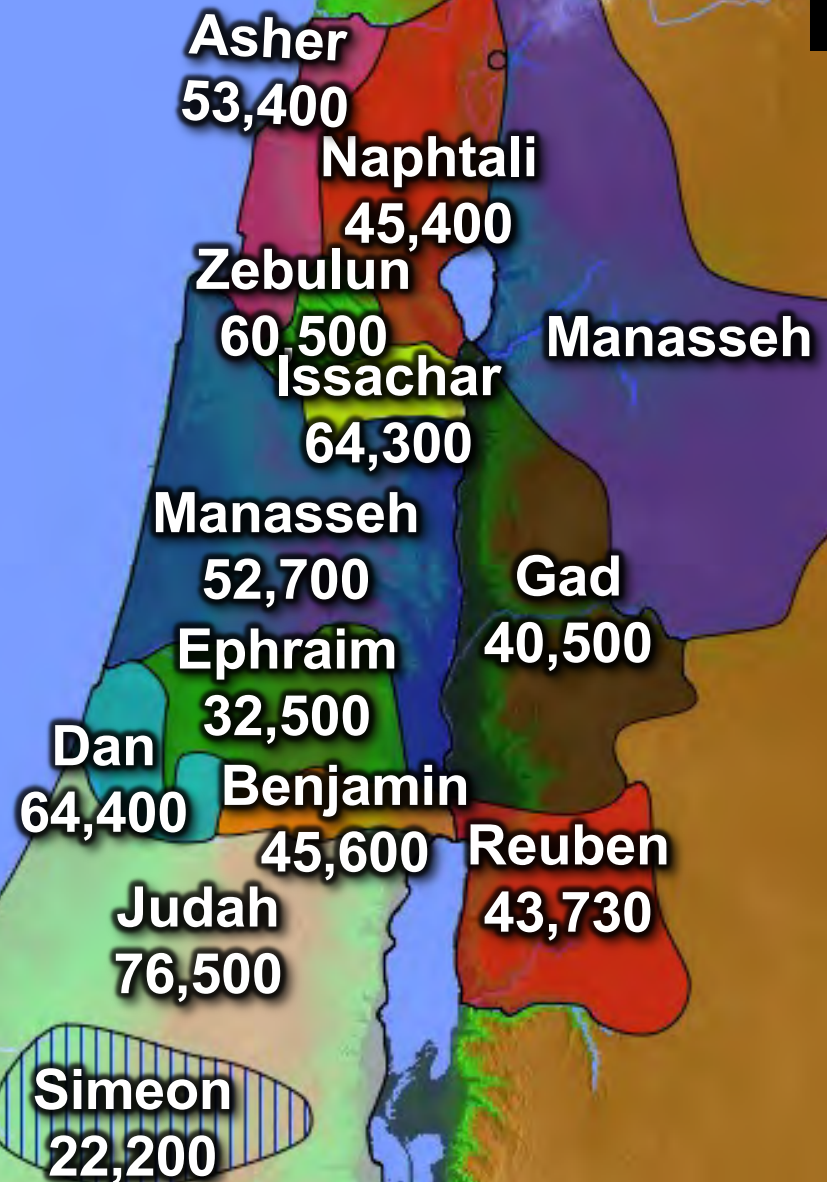 Asher
53,400
Naphtali
45,400
Zebulun
60,500
Manasseh
Issachar
64,300
Manasseh
52,700
Gad
40,500
Ephraim
32,500
Dan
64,400
Benjamin
45,600
Reuben
43,730
Judah
76,500
Simeon
22,200